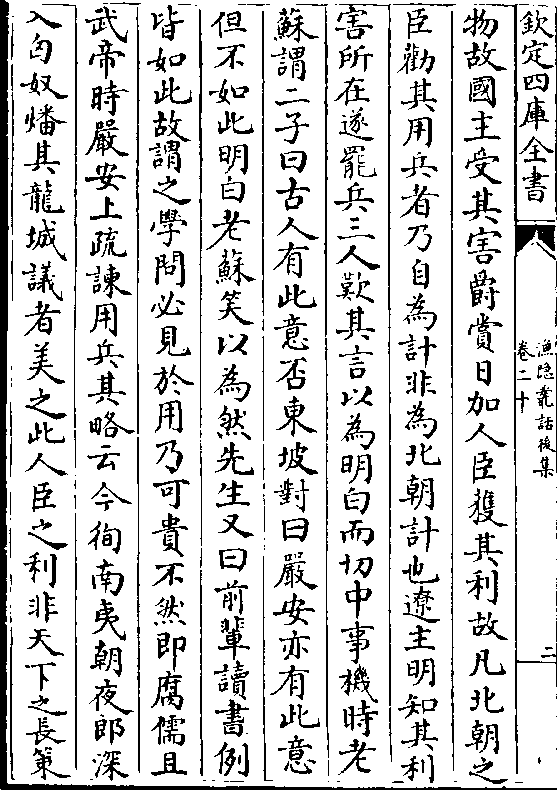 欽定四庫全書
漁隱叢話後集
卷二十
二
物故國主受其害爵賞日加人臣獲其利故凡北朝之
臣勸其用兵者乃自為計非為北朝計也遼主明知其利
害所在遂罷兵三人歎其言以為明白而切中事機時老
蘇謂二子曰古人有此意否東坡對曰嚴安亦有此意
但不如此明白老蘇笑以為然先生又曰前輩讀書例
皆如此故謂之學問必見於用乃可貴不然即腐儒且
武帝時嚴安上疏諫用兵其略云今徇南夷朝夜郎深
入匈奴燔其龍城議者美之此人臣之利非天下之長策